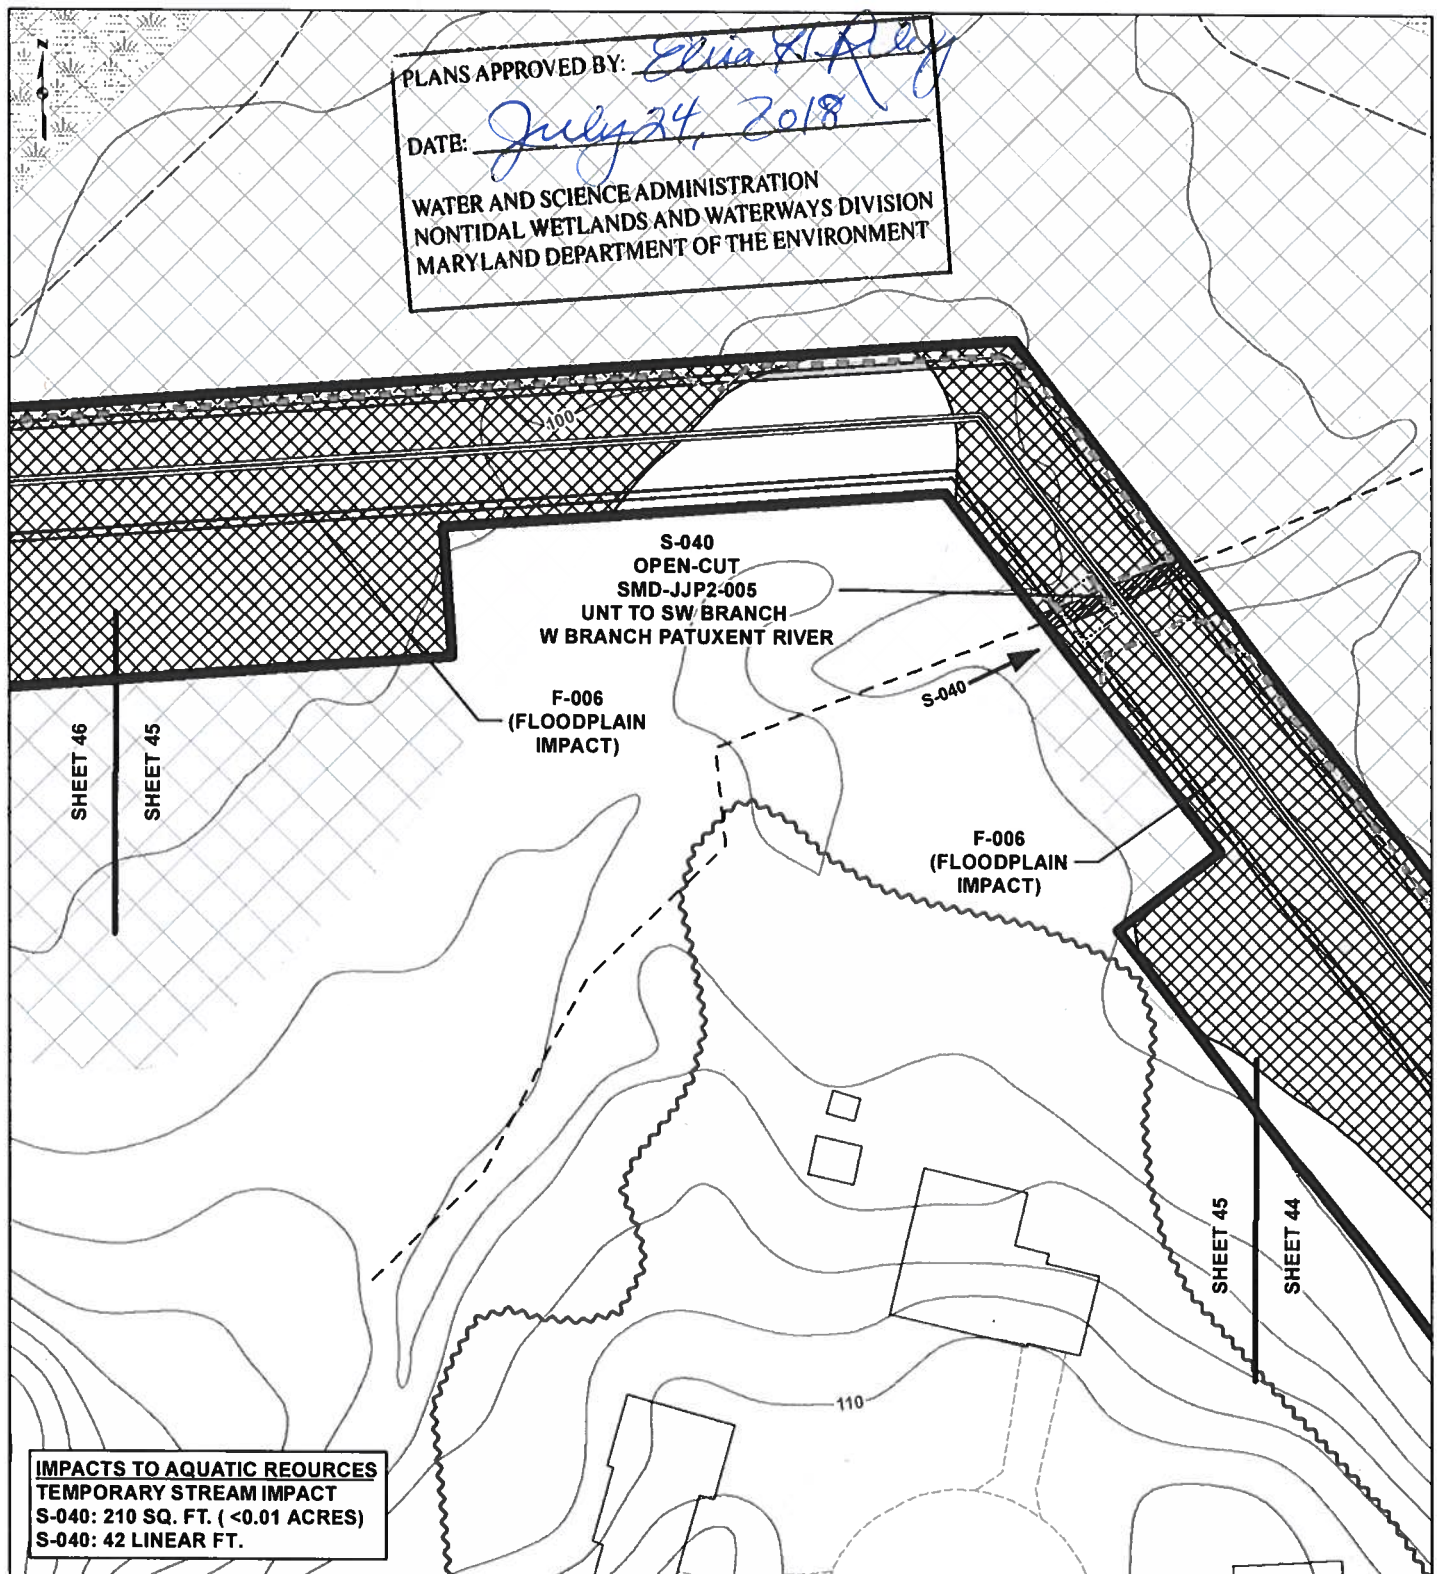 N
PLANS APPROVED BY: Elisa H. Riley
DATE: July 24, 2018
WATER AND SCIENCE ADMINISTRATION
NONTIDAL WETLANDS AND WATERWAYS DIVISION
MARYLAND DEPARTMENT OF THE ENVIRONMENT
100
S-040
OPEN-CUT
SMD-JJP2-005
UNT TO SW BRANCH
W BRANCH PATUXENT RIVER
S-040
F-006
(FLOODPLAIN
IMPACT)
SHEET 46
SHEET 45
F-006
(FLOODPLAIN
IMPACT)
SHEET 45
SHEET 44
110
IMPACTS TO AQUATIC REOURCES
TEMPORARY STREAM IMPACT
S-040: 210 SQ. FT. ( <0.01 ACRES)
S-040: 42 LINEAR FT.